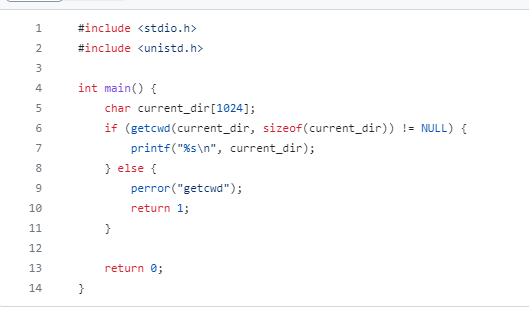 1 #include <stdio.h>
2 #include <unistd.h>
3
4 int main() {
5     char current_dir[1024];
6     if (getcwd(current_dir, sizeof(current_dir)) != NULL) {
7         printf("%s\n", current_dir);
8     } else {
9         perror("getcwd");
10         return 1;
11     }
12
13     return 0;
14 }